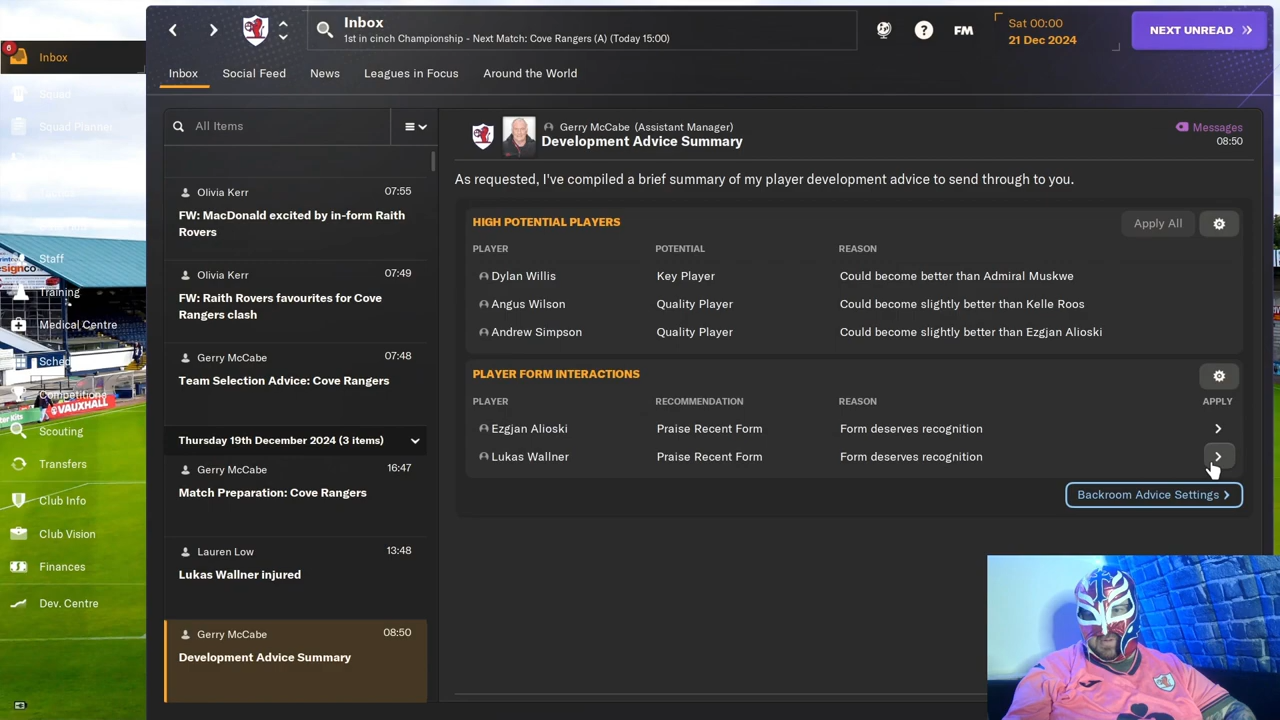 Inbox
1st in cinch Championship - Next Match: Cove Rangers (A) (Today 15:00)
FM
Sat 00:00
21 Dec 2024
NEXT UNREAD
6
Inbox
Squad
Squad Planner
Staff
Training
Medical Centre
Sched
Competitions
Scouting
Transfers
Club Info
Club Vision
Finances
Dev. Centre
VAUXHALL
Inbox
Social Feed
News
Leagues in Focus
Around the World
All Items
Olivia Kerr
07:55
FW: MacDonald excited by in-form Raith
Rovers
Olivia Kerr
07:49
FW: Raith Rovers favourites for Cove
Rangers clash
Gerry McCabe
07:48
Team Selection Advice: Cove Rangers
Thursday 19th December 2024 (3 items)
Gerry McCabe
16:47
Match Preparation: Cove Rangers
Lauren Low
13:48
Lukas Wallner injured
Gerry McCabe
08:50
Development Advice Summary
Gerry McCabe (Assistant Manager)
Development Advice Summary
Messages
08:50
As requested, I've compiled a brief summary of my player development advice to send through to you.
HIGH POTENTIAL PLAYERS
Apply All
PLAYER POTENTIAL REASON
Dylan Willis Key Player Could become better than Admiral Muskwe
Angus Wilson Quality Player Could become slightly better than Kelle Roos
Andrew Simpson Quality Player Could become slightly better than Ezgjan Alioski
PLAYER FORM INTERACTIONS
PLAYER RECOMMENDATION REASON APPLY
Ezgjan Alioski Praise Recent Form Form deserves recognition
Lukas Wallner Praise Recent Form Form deserves recognition
Backroom Advice Settings